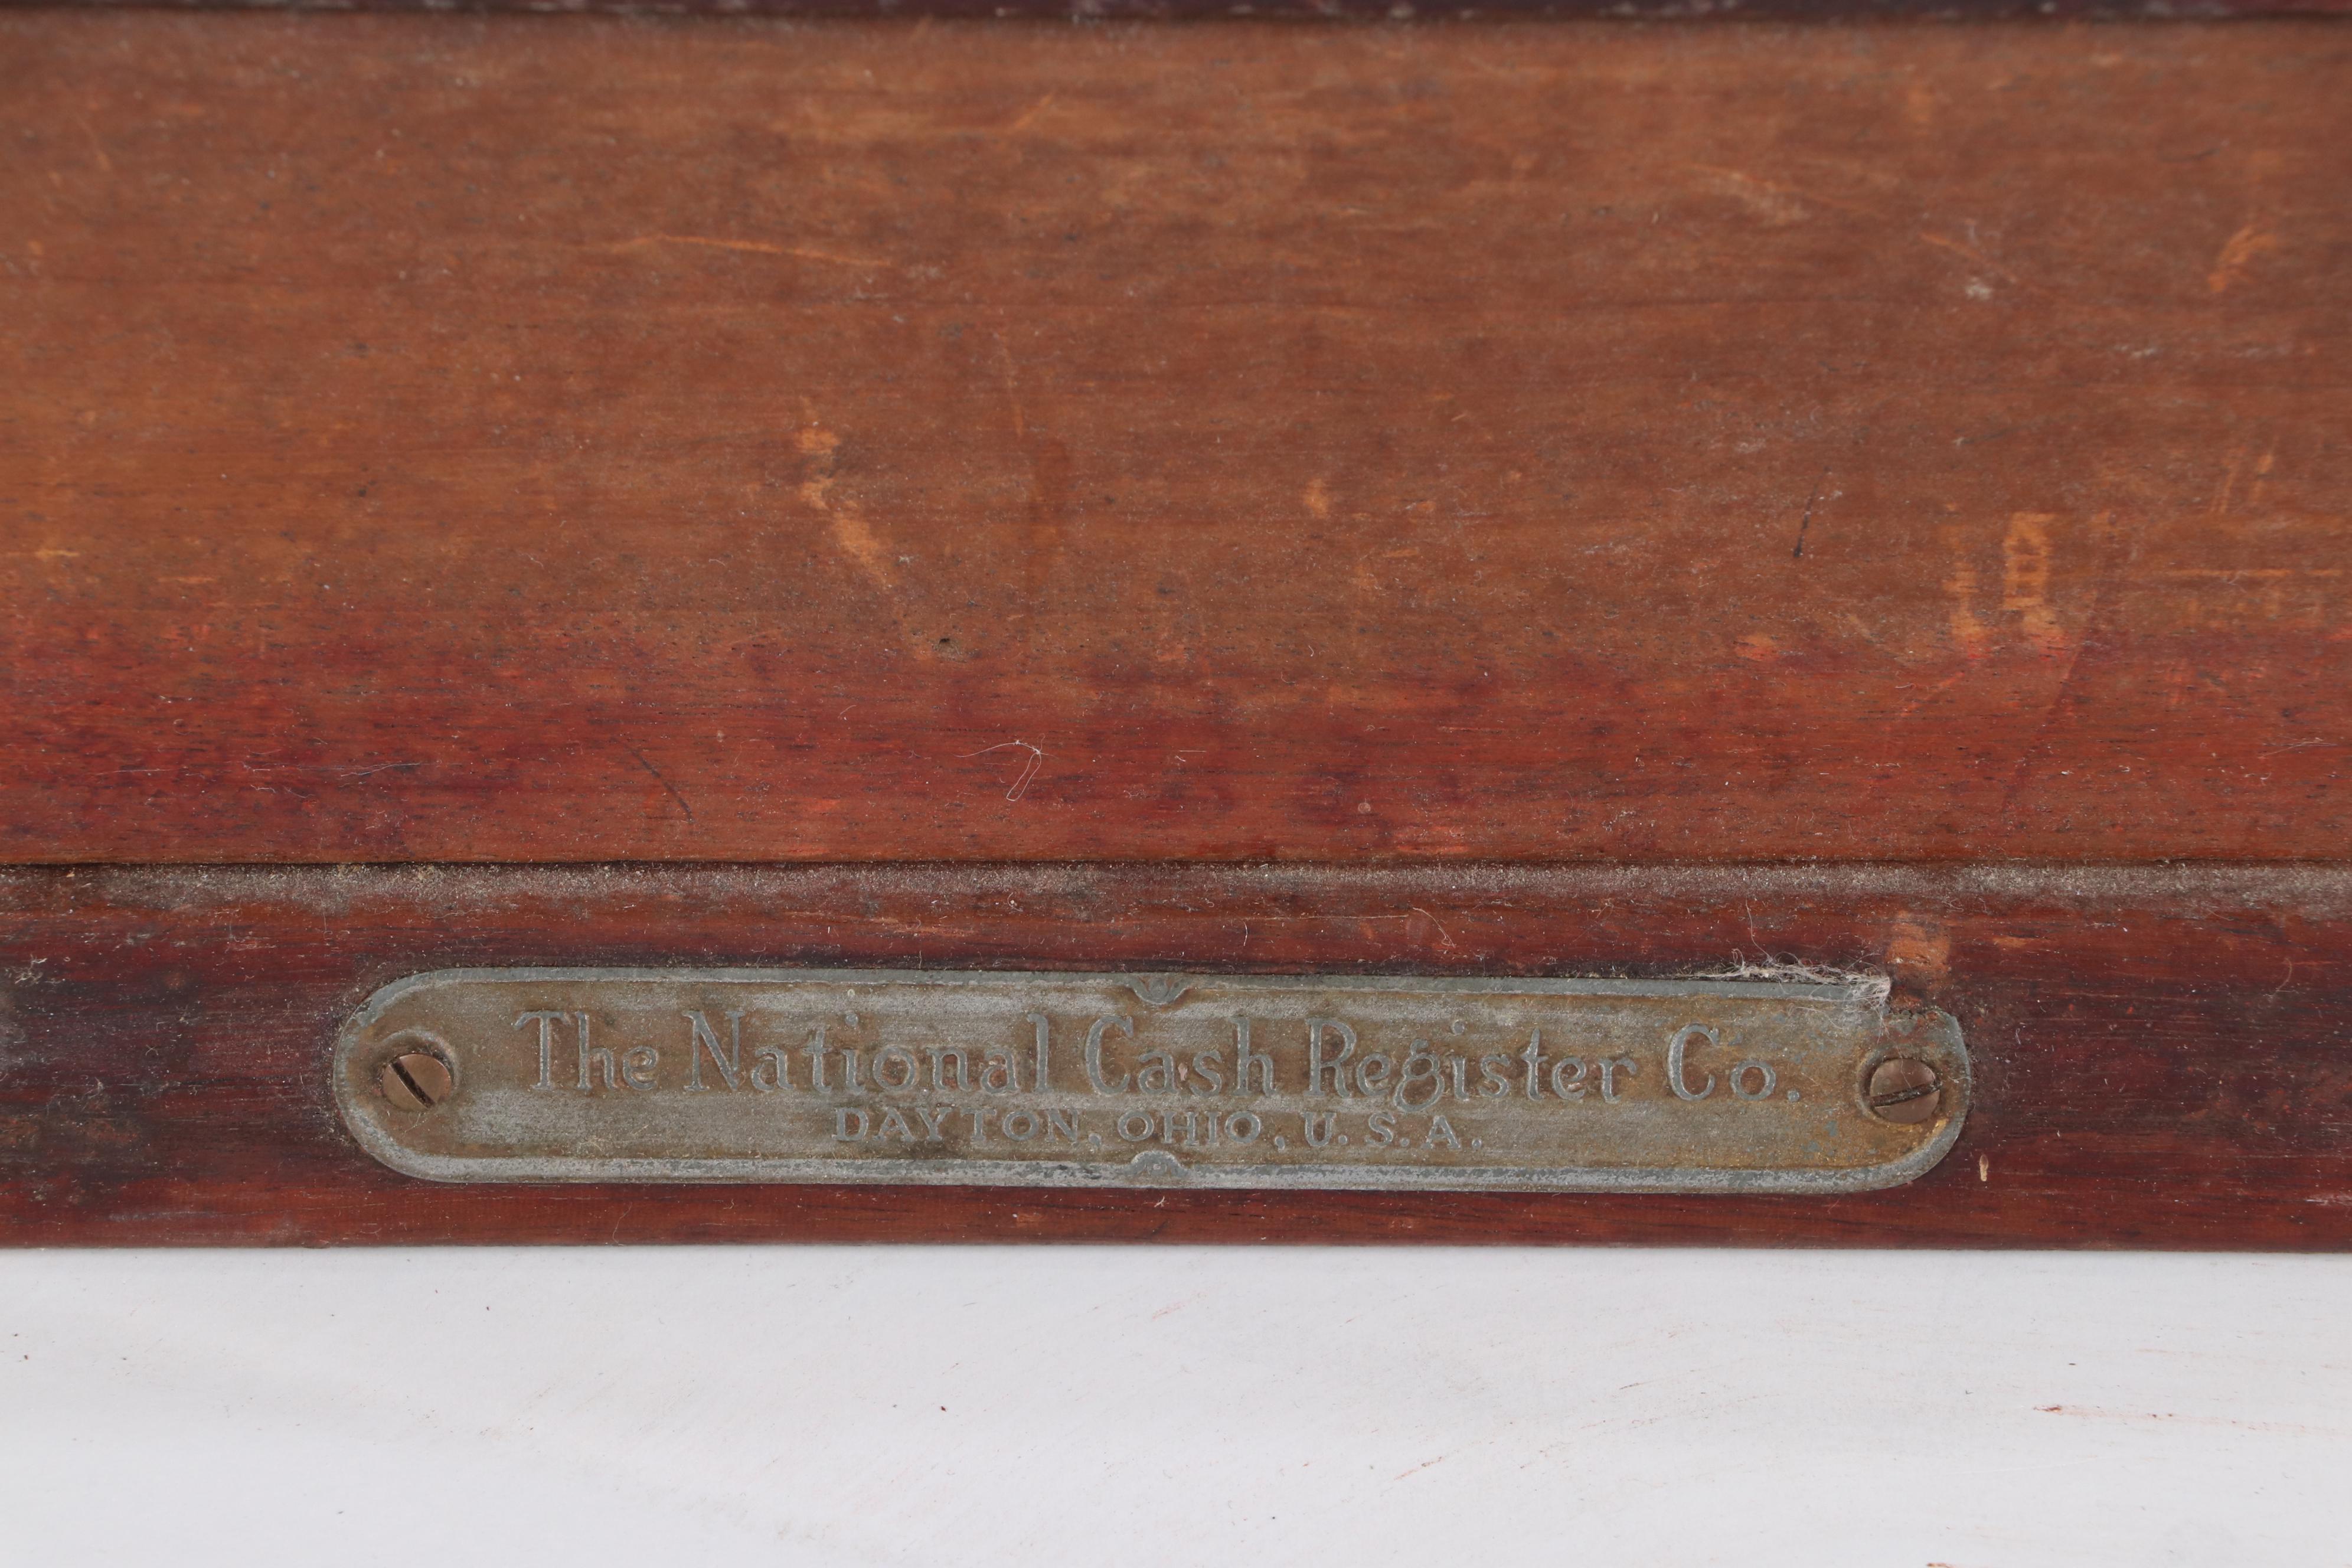 The National Cash Register Co.
DAYTON, OHIO, U.S.A.